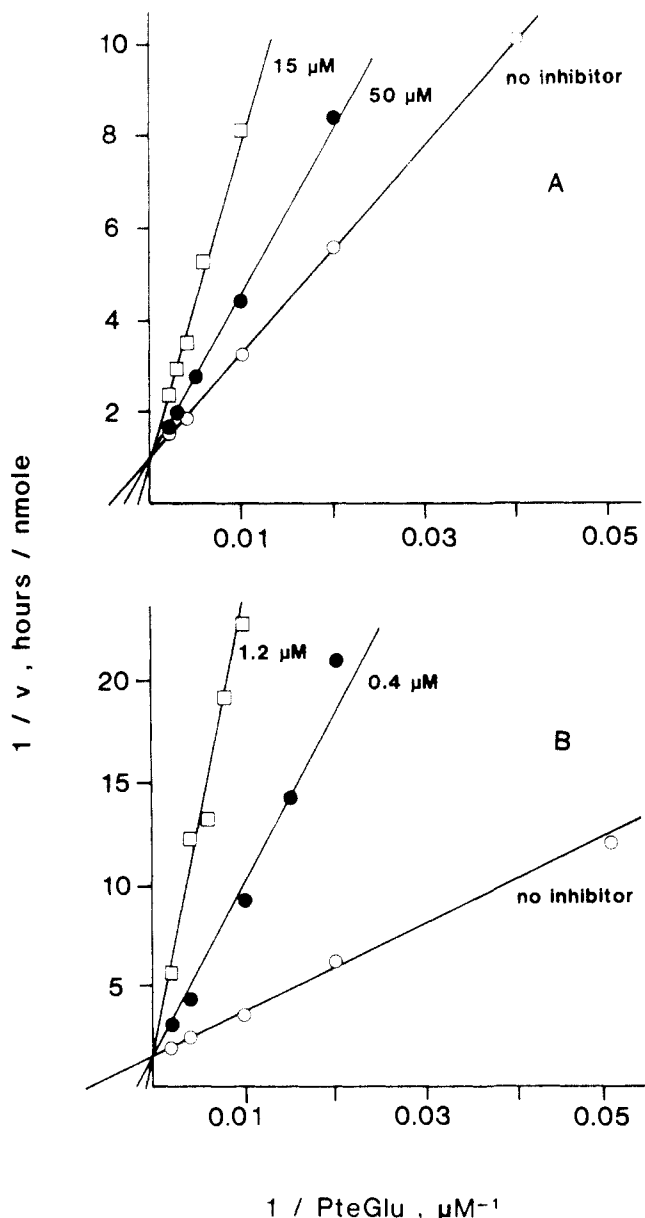 10
8
6
4
2
15 µM
50 µM
no inhibitor
A
0.01
0.03
0.05
1 / v , hours / nmole
20
15
10
5
1.2 µM
0.4 µM
no inhibitor
B
0.01
0.03
0.05
1 / PteGlu , µM⁻¹